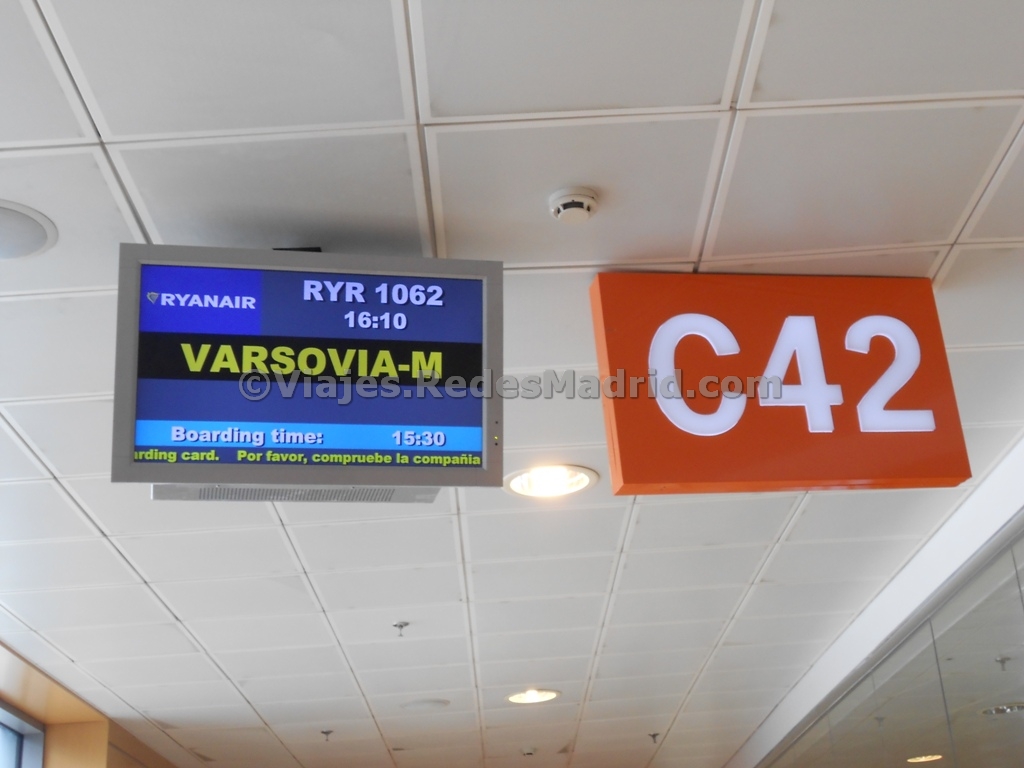 RYANAIR
RYR 1062
16:10
VARSOVIA-M
Boarding time: 15:30
rding card. Por favor, compruebe la compañia
C42
©Viajes.RedesMadrid.com